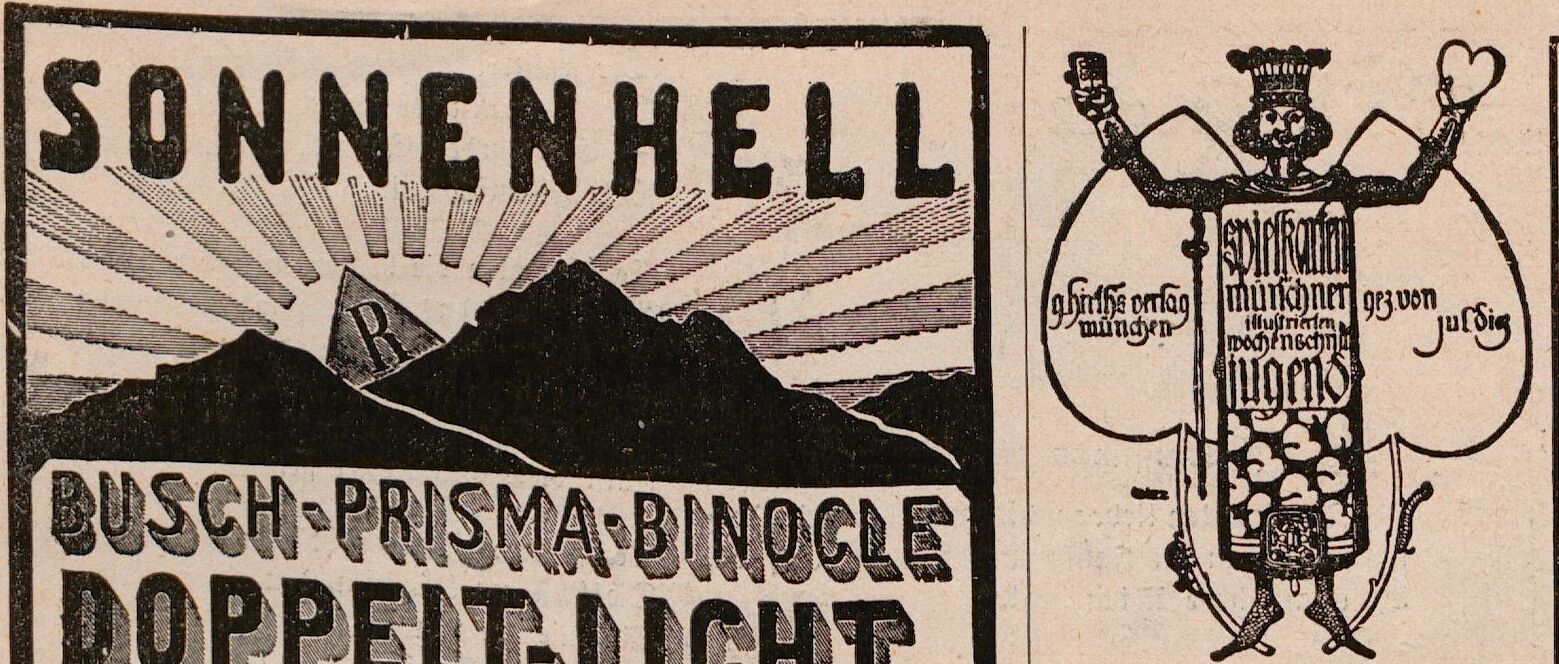 SONNENHELL
R
BUSCH-PRISMA-BINOCLE
DOPPELT-LICHT
g hirths verlag
münchen
spielkarten
münchner
illustrierten
wochenschrift
jugend
gez von
jul diez